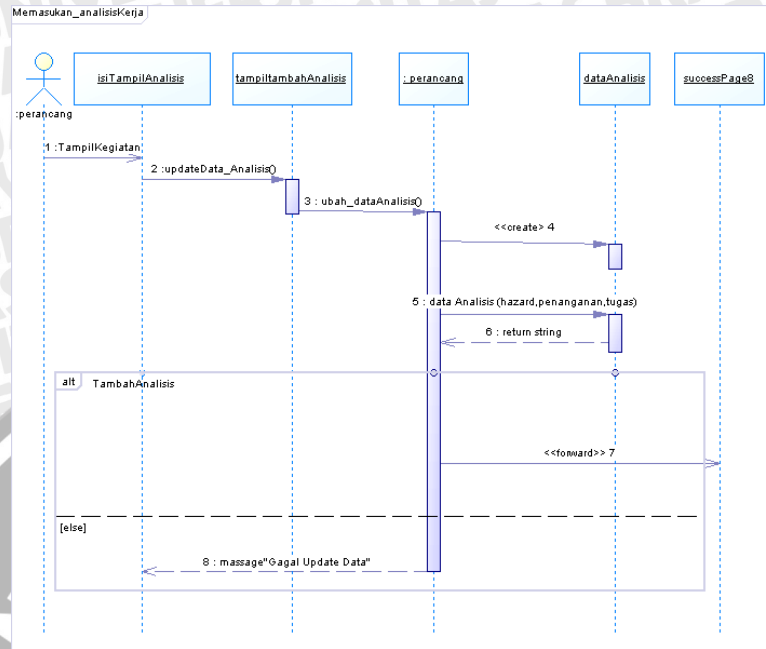 Memasukan_analisisKerja
isiTampilAnalisis
tampiltambahAnalisis
: perancang
dataAnalisis
successPage8
:perancang
1 :TampilKegiatan
2 :updateData_Analisis()
3 : ubah_dataAnalisis()
<<create> 4
5 : data Analisis (hazard,penanganan,tugas)
6 : return string
alt TambahAnalisis
<<forward>> 7
[else]
8 : massage"Gagal Update Data"